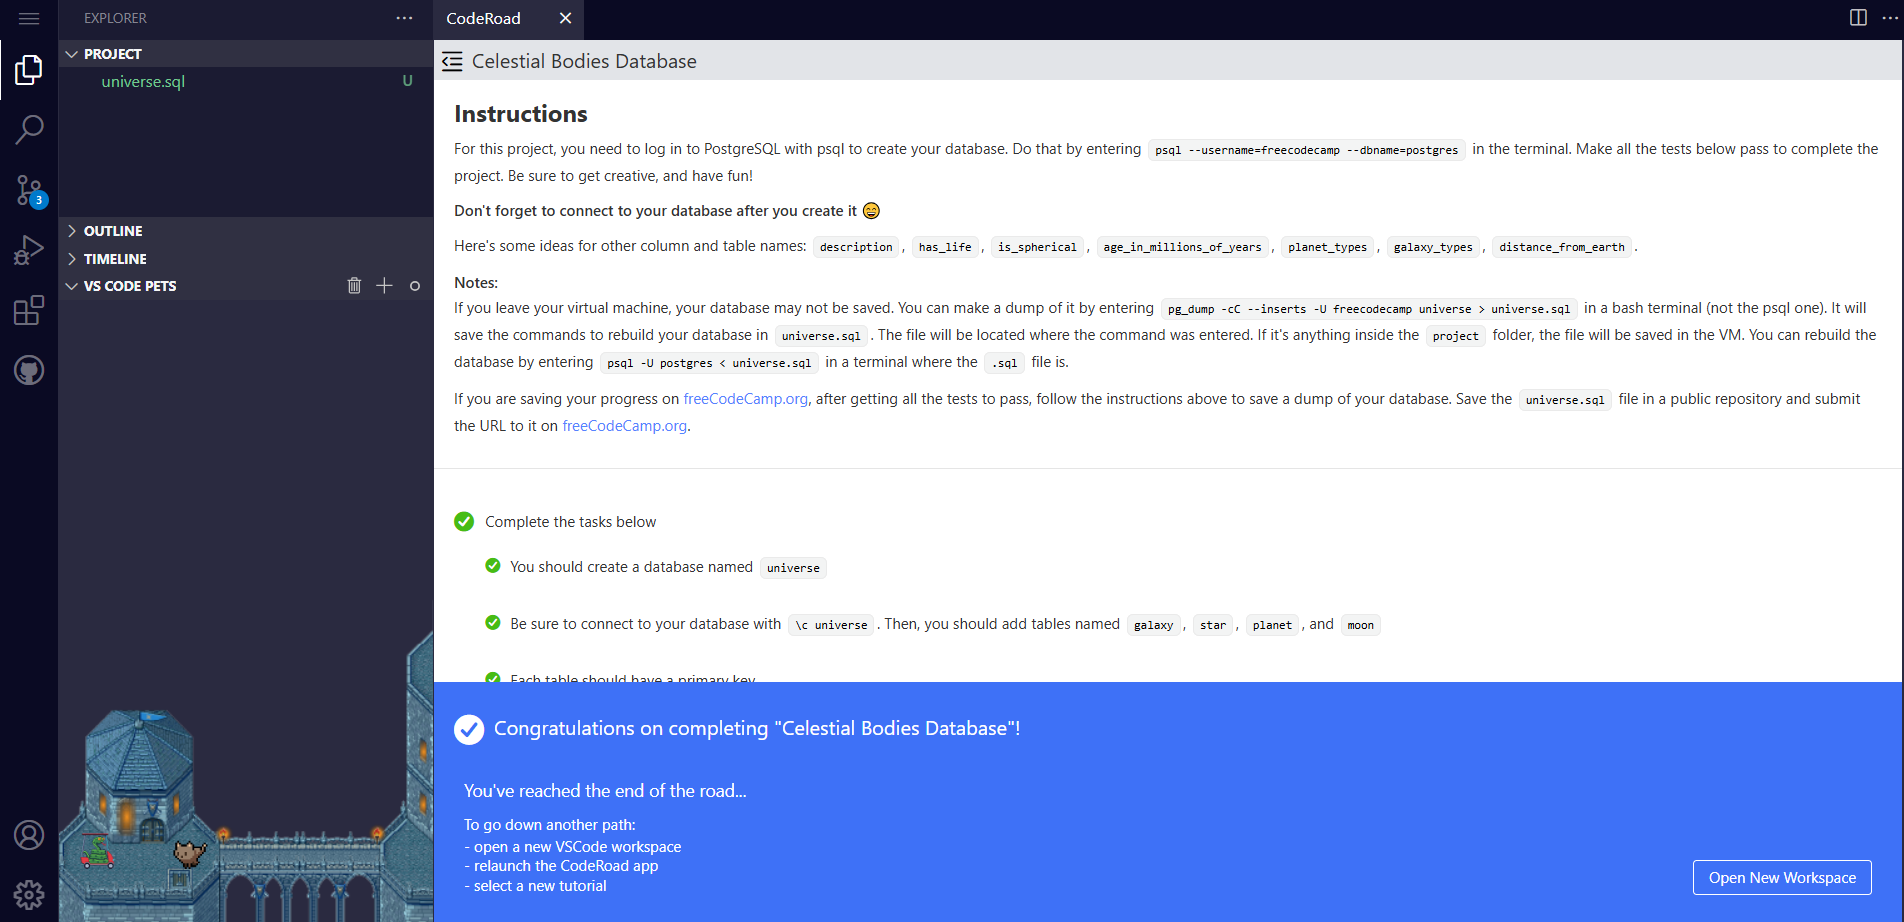 EXPLORER
PROJECT
universe.sql U
3
OUTLINE
TIMELINE
VS CODE PETS
CodeRoad
Celestial Bodies Database
Instructions
For this project, you need to log in to PostgreSQL with psql to create your database. Do that by entering psql --username=freecodecamp --dbname=postgres in the terminal. Make all the tests below pass to complete the
project. Be sure to get creative, and have fun!
Don't forget to connect to your database after you create it 😄
Here's some ideas for other column and table names: description , has_life , is_spherical , age_in_millions_of_years , planet_types , galaxy_types , distance_from_earth .
Notes:
If you leave your virtual machine, your database may not be saved. You can make a dump of it by entering pg_dump -cC --inserts -U freecodecamp universe > universe.sql in a bash terminal (not the psql one). It will
save the commands to rebuild your database in universe.sql . The file will be located where the command was entered. If it's anything inside the project folder, the file will be saved in the VM. You can rebuild the
database by entering psql -U postgres < universe.sql in a terminal where the .sql file is.
If you are saving your progress on freeCodeCamp.org, after getting all the tests to pass, follow the instructions above to save a dump of your database. Save the universe.sql file in a public repository and submit
the URL to it on freeCodeCamp.org.
Complete the tasks below
You should create a database named universe
Be sure to connect to your database with \c universe . Then, you should add tables named galaxy , star , planet , and moon
Each table should have a primary key
Congratulations on completing "Celestial Bodies Database"!
You've reached the end of the road...
To go down another path:
- open a new VSCode workspace
- relaunch the CodeRoad app
- select a new tutorial
Open New Workspace